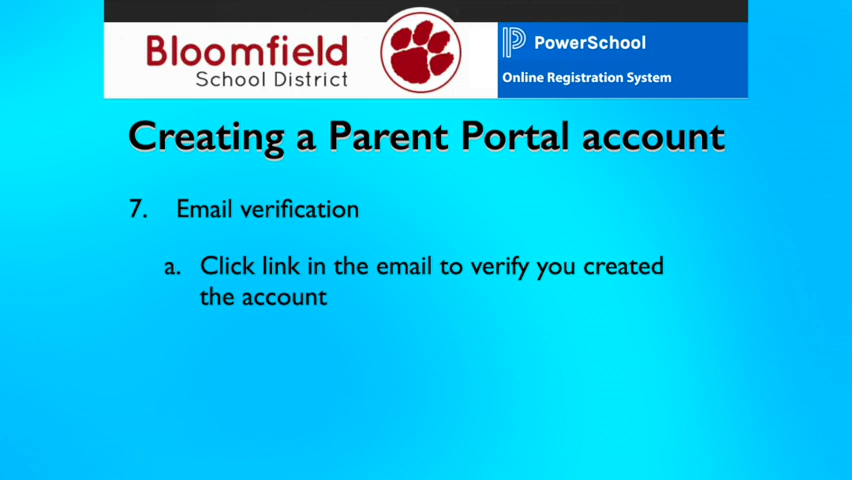 Bloomfield
School District
PowerSchool
Online Registration System
Creating a Parent Portal account
7. Email verification
a. Click link in the email to verify you created
the account